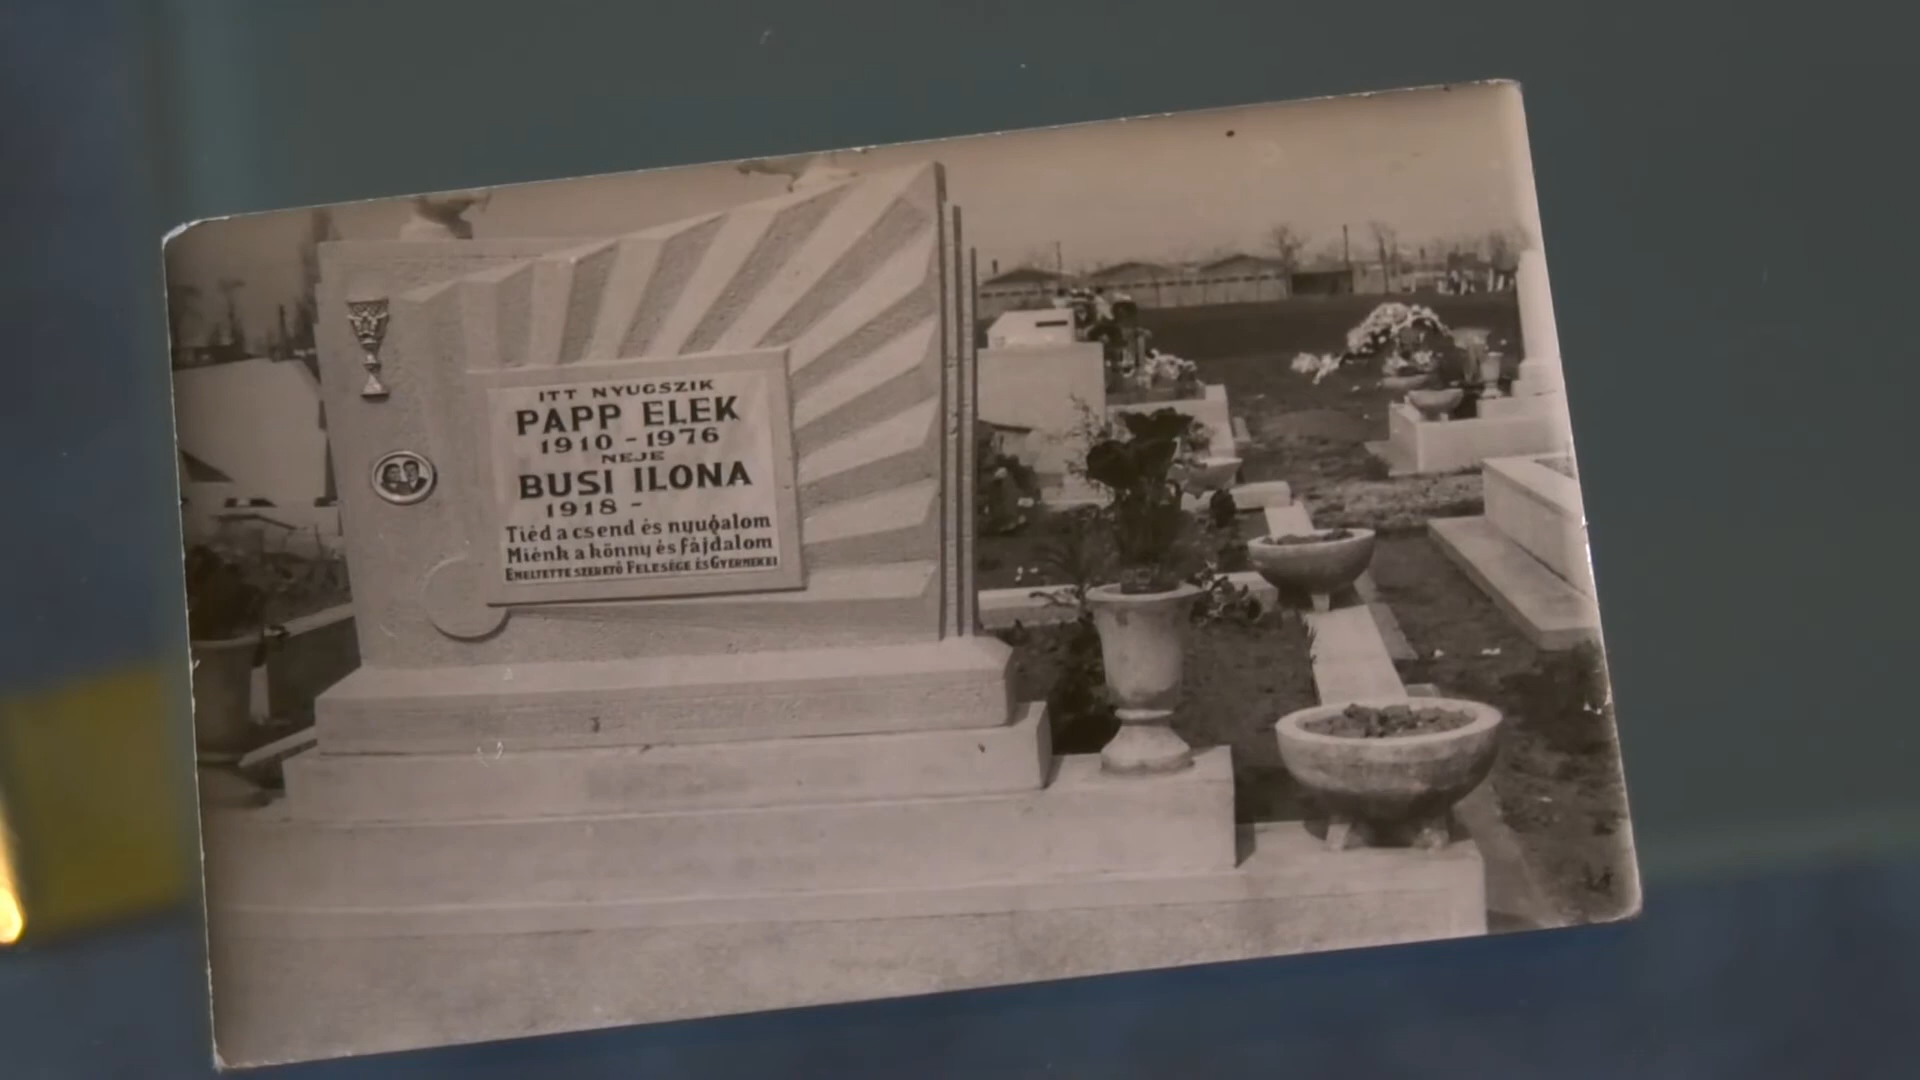 ITT NYUGSZIK
PAPP ELEK
1910 - 1976
NEJE
BUSI ILONA
1918 -
Tiéd a csend és nyugalom
Miénk a könny és fájdalom
EMELTETTE SZERETŐ FELESÉGE ÉS GYERMEKEI